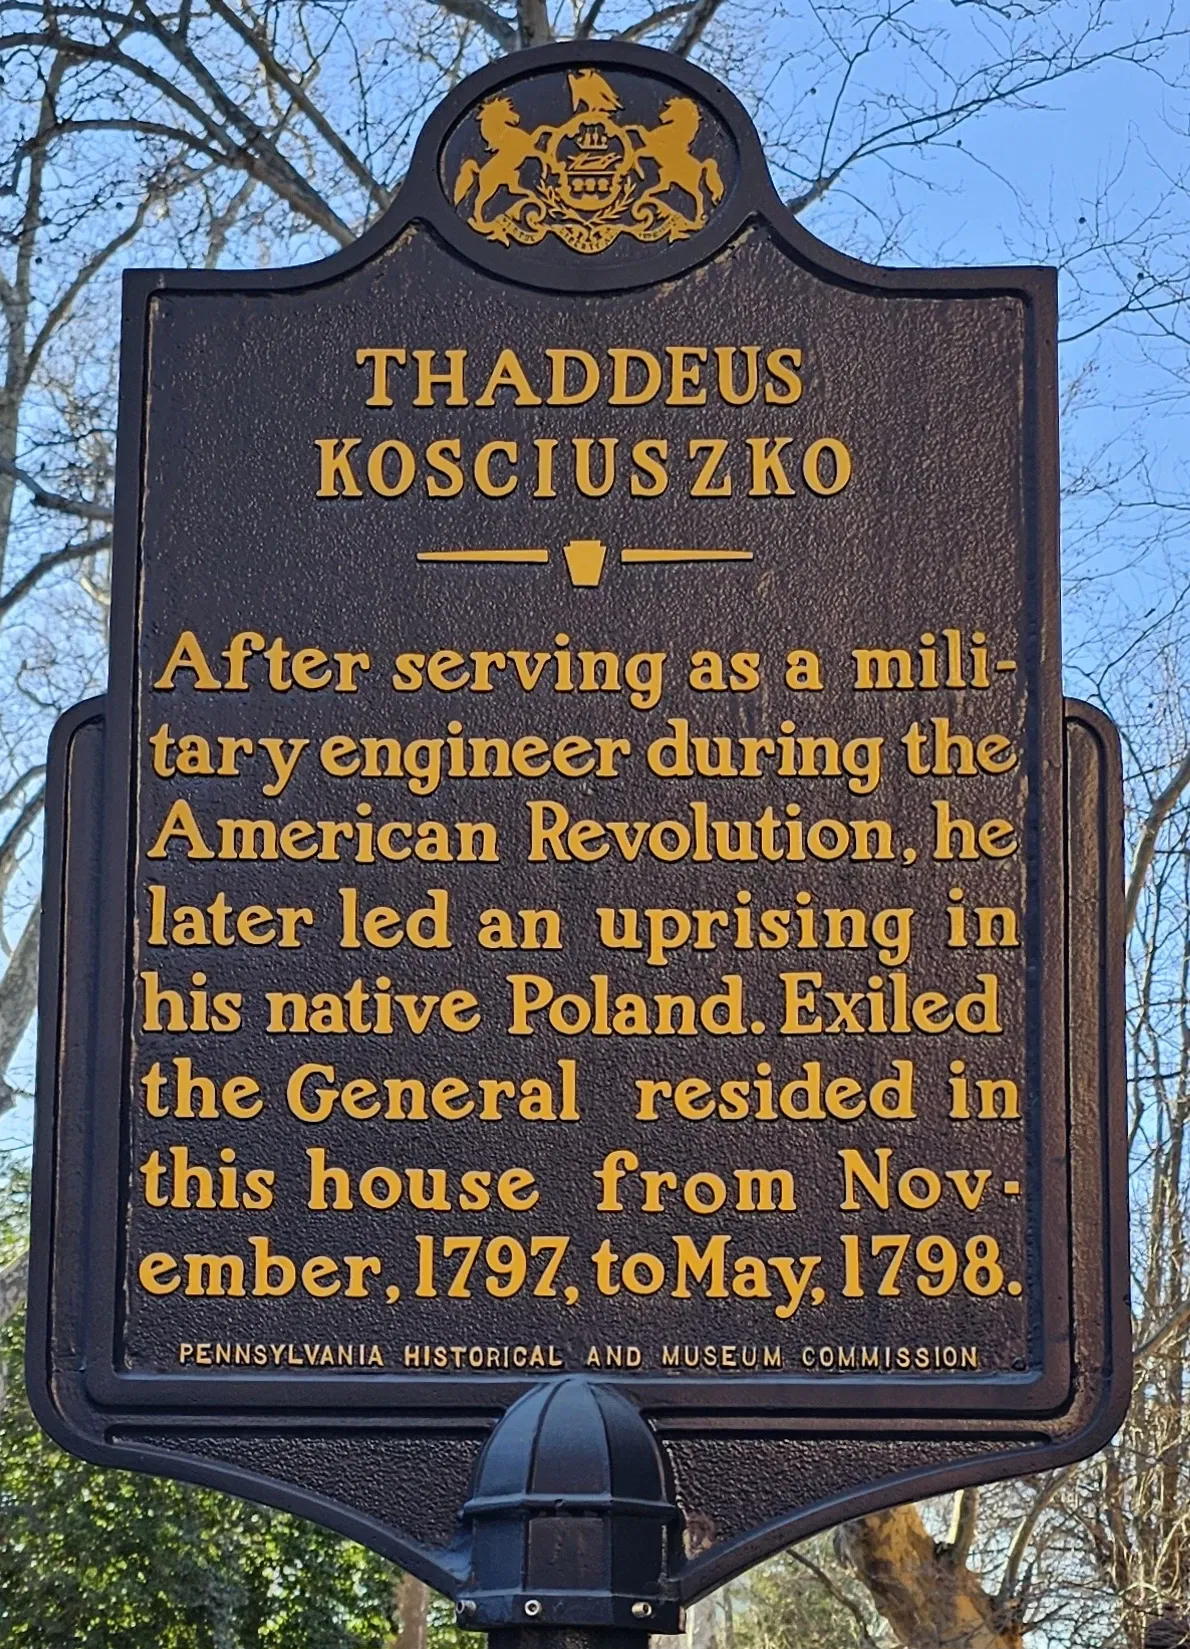 THADDEUS
KOSCIUSZKO
After serving as a mili-
tary engineer during the
American Revolution, he
later led an uprising in
his native Poland. Exiled
the General resided in
this house from Nov-
ember, 1797, to May, 1798.
PENNSYLVANIA HISTORICAL AND MUSEUM COMMISSION